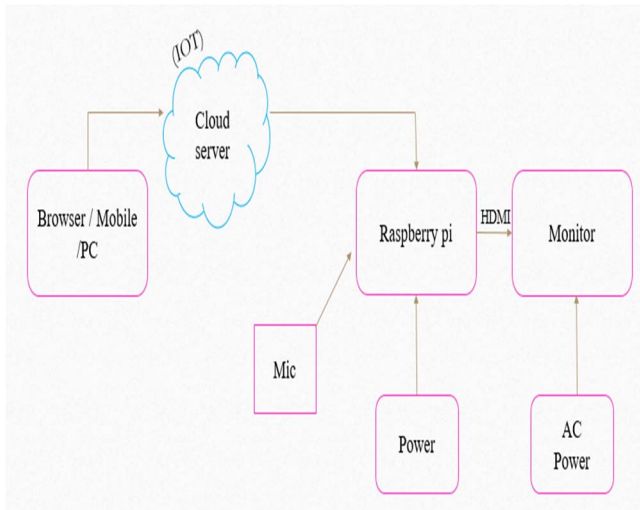 (IOT)
Cloud
server
Browser / Mobile
/PC
Raspberry pi
HDMI
Monitor
Mic
Power
AC
Power